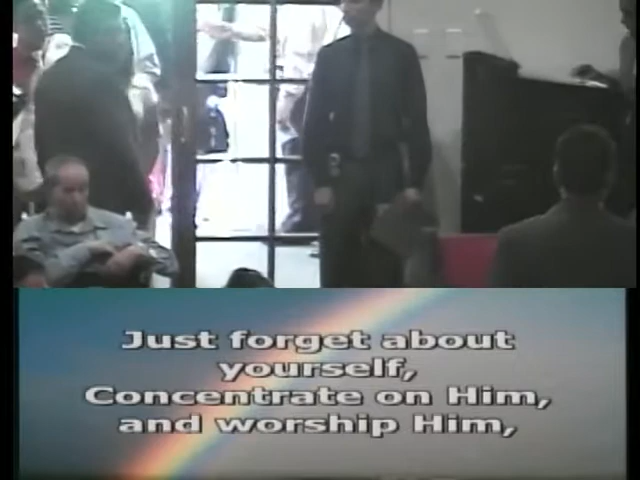 Just forget about
yourself,
Concentrate on Him,
and worship Him,